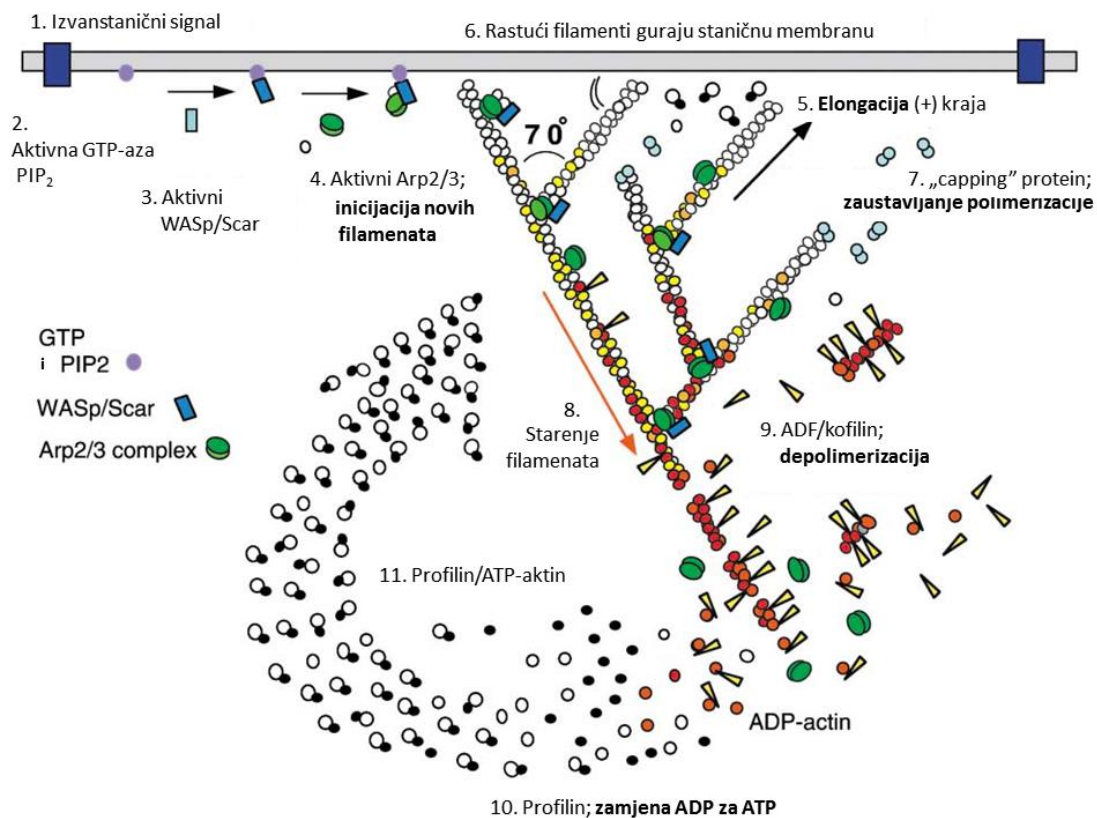 1. Izvanstanični signal
6. Rastući filamenti guraju staničnu membranu
2.
Aktivna GTP-aza
PIP2
3. Aktivni
WASp/Scar
4. Aktivni Arp2/3;
inicijacija novih
filamenata
70°
5. Elongacija (+) kraja
7. „capping” protein;
zaustavljanje polimerizacije
GTP
i PIP2
WASp/Scar
Arp2/3 complex
8.
Starenje
filamenata
9. ADF/kofilin;
depolimerizacija
11. Profilin/ATP-aktin
ADP-actin
10. Profilin; zamjena ADP za ATP